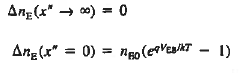 Δn_E(x" → ∞) = 0
Δn_E(x" = 0) = n_E0(e^{qV_EB/kT} − 1)